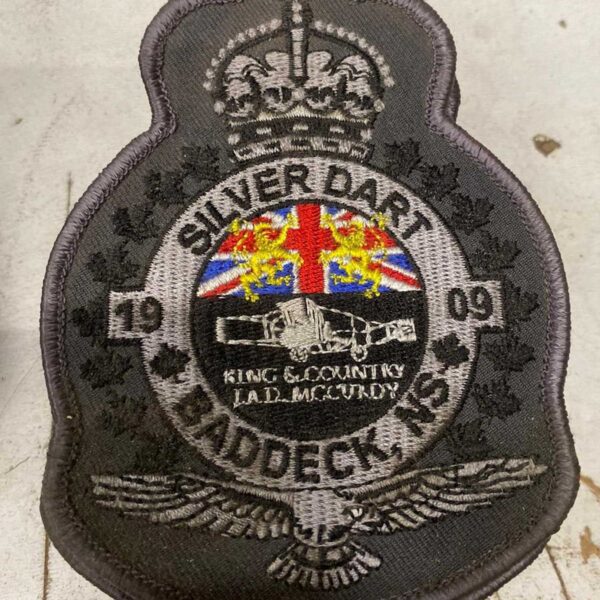 SILVER DART
19 09
KING & COUNTRY
J.A.D. MCCURDY
BADDECK, NS